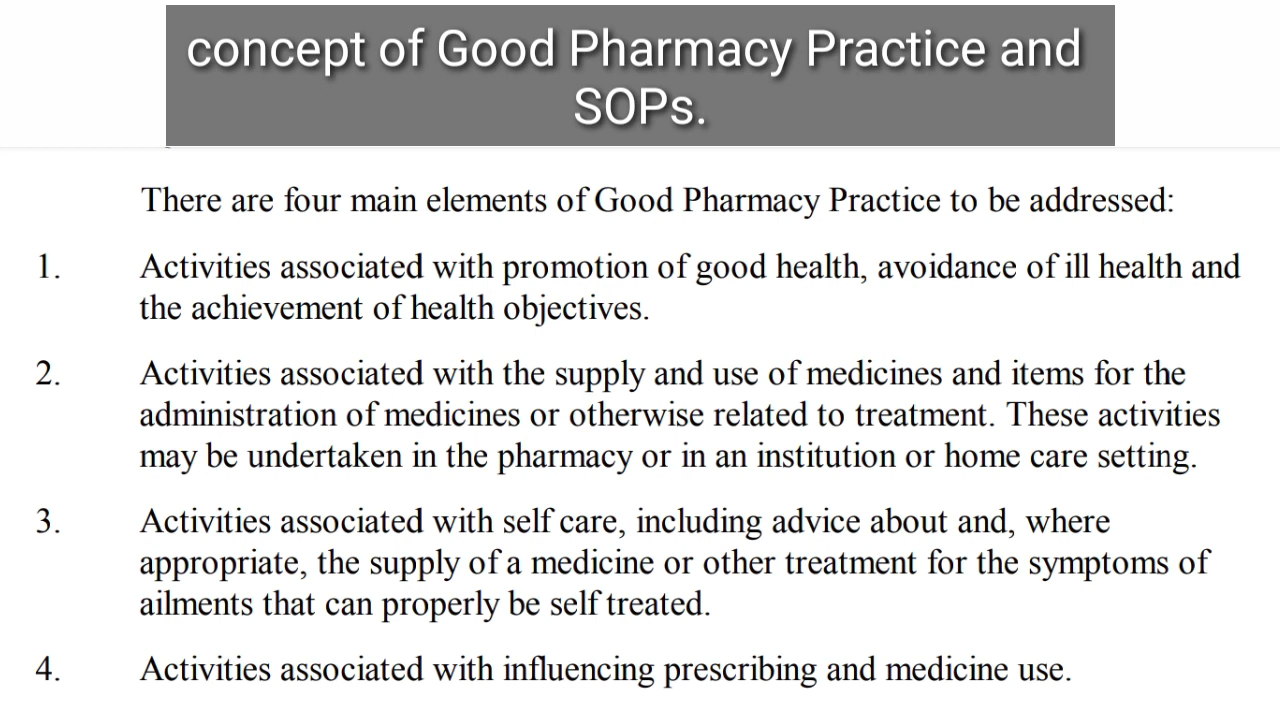 concept of Good Pharmacy Practice and
SOPs.
There are four main elements of Good Pharmacy Practice to be addressed:
1. Activities associated with promotion of good health, avoidance of ill health and
the achievement of health objectives.
2. Activities associated with the supply and use of medicines and items for the
administration of medicines or otherwise related to treatment. These activities
may be undertaken in the pharmacy or in an institution or home care setting.
3. Activities associated with self care, including advice about and, where
appropriate, the supply of a medicine or other treatment for the symptoms of
ailments that can properly be self treated.
4. Activities associated with influencing prescribing and medicine use.